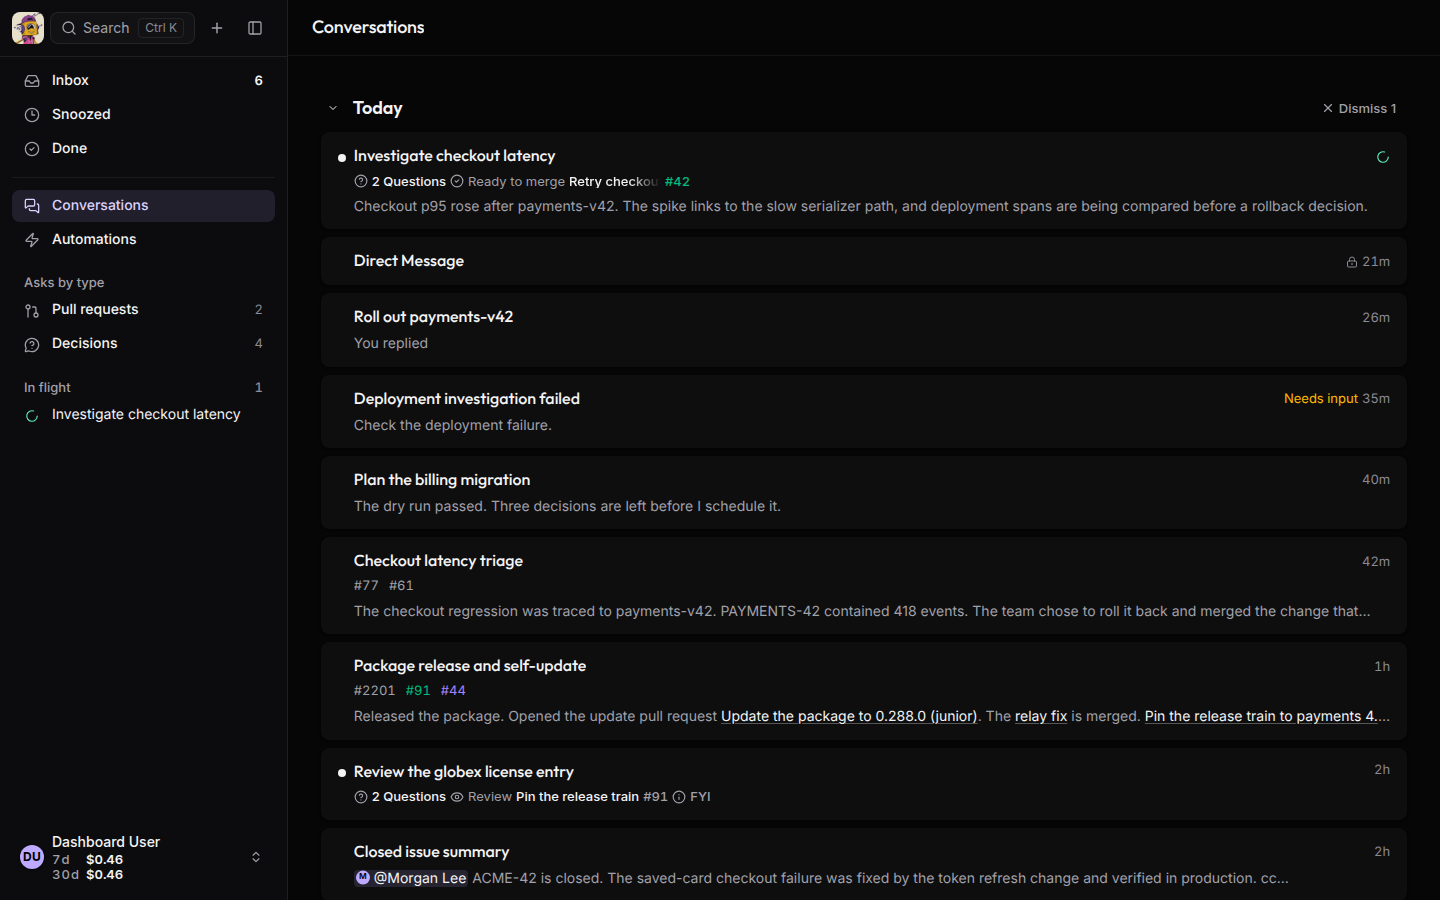 Search Ctrl K
Conversations
Inbox 6
Snoozed
Done
Conversations
Automations
Asks by type
Pull requests 2
Decisions 4
In flight 1
Investigate checkout latency
DU
Dashboard User
7d $0.46
30d $0.46
Today
Dismiss 1
Investigate checkout latency
2 Questions Ready to merge Retry checkou #42
Checkout p95 rose after payments-v42. The spike links to the slow serializer path, and deployment spans are being compared before a rollback decision.
Direct Message 21m
Roll out payments-v42 26m
You replied
Deployment investigation failed Needs input 35m
Check the deployment failure.
Plan the billing migration 40m
The dry run passed. Three decisions are left before I schedule it.
Checkout latency triage 42m
#77 #61
The checkout regression was traced to payments-v42. PAYMENTS-42 contained 418 events. The team chose to roll it back and merged the change that...
Package release and self-update 1h
#2201 #91 #44
Released the package. Opened the update pull request Update the package to 0.288.0 (junior). The relay fix is merged. Pin the release train to payments 4....
Review the globex license entry 2h
2 Questions Review Pin the release train #91 FYI
Closed issue summary 2h
M @Morgan Lee ACME-42 is closed. The saved-card checkout failure was fixed by the token refresh change and verified in production. cc...